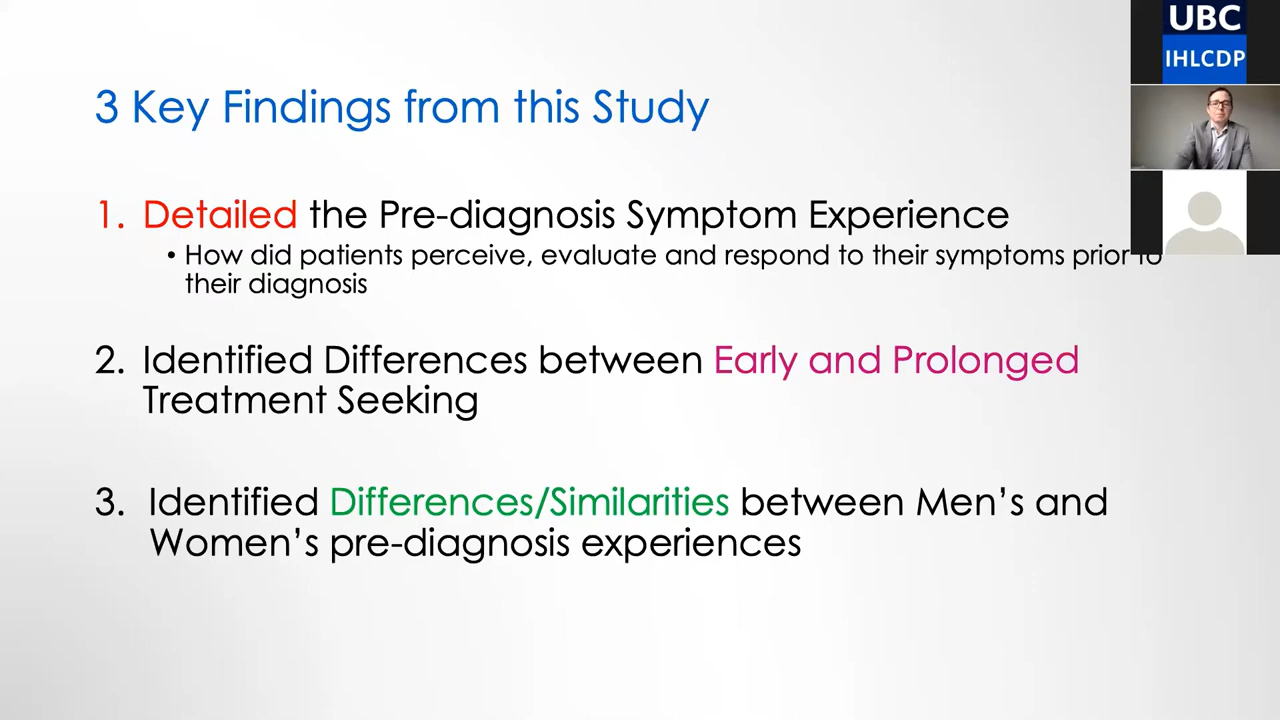 UBC
IHLCDP
3 Key Findings from this Study
1. Detailed the Pre-diagnosis Symptom Experience
• How did patients perceive, evaluate and respond to their symptoms prior to
their diagnosis
2. Identified Differences between Early and Prolonged
Treatment Seeking
3. Identified Differences/Similarities between Men's and
Women's pre-diagnosis experiences